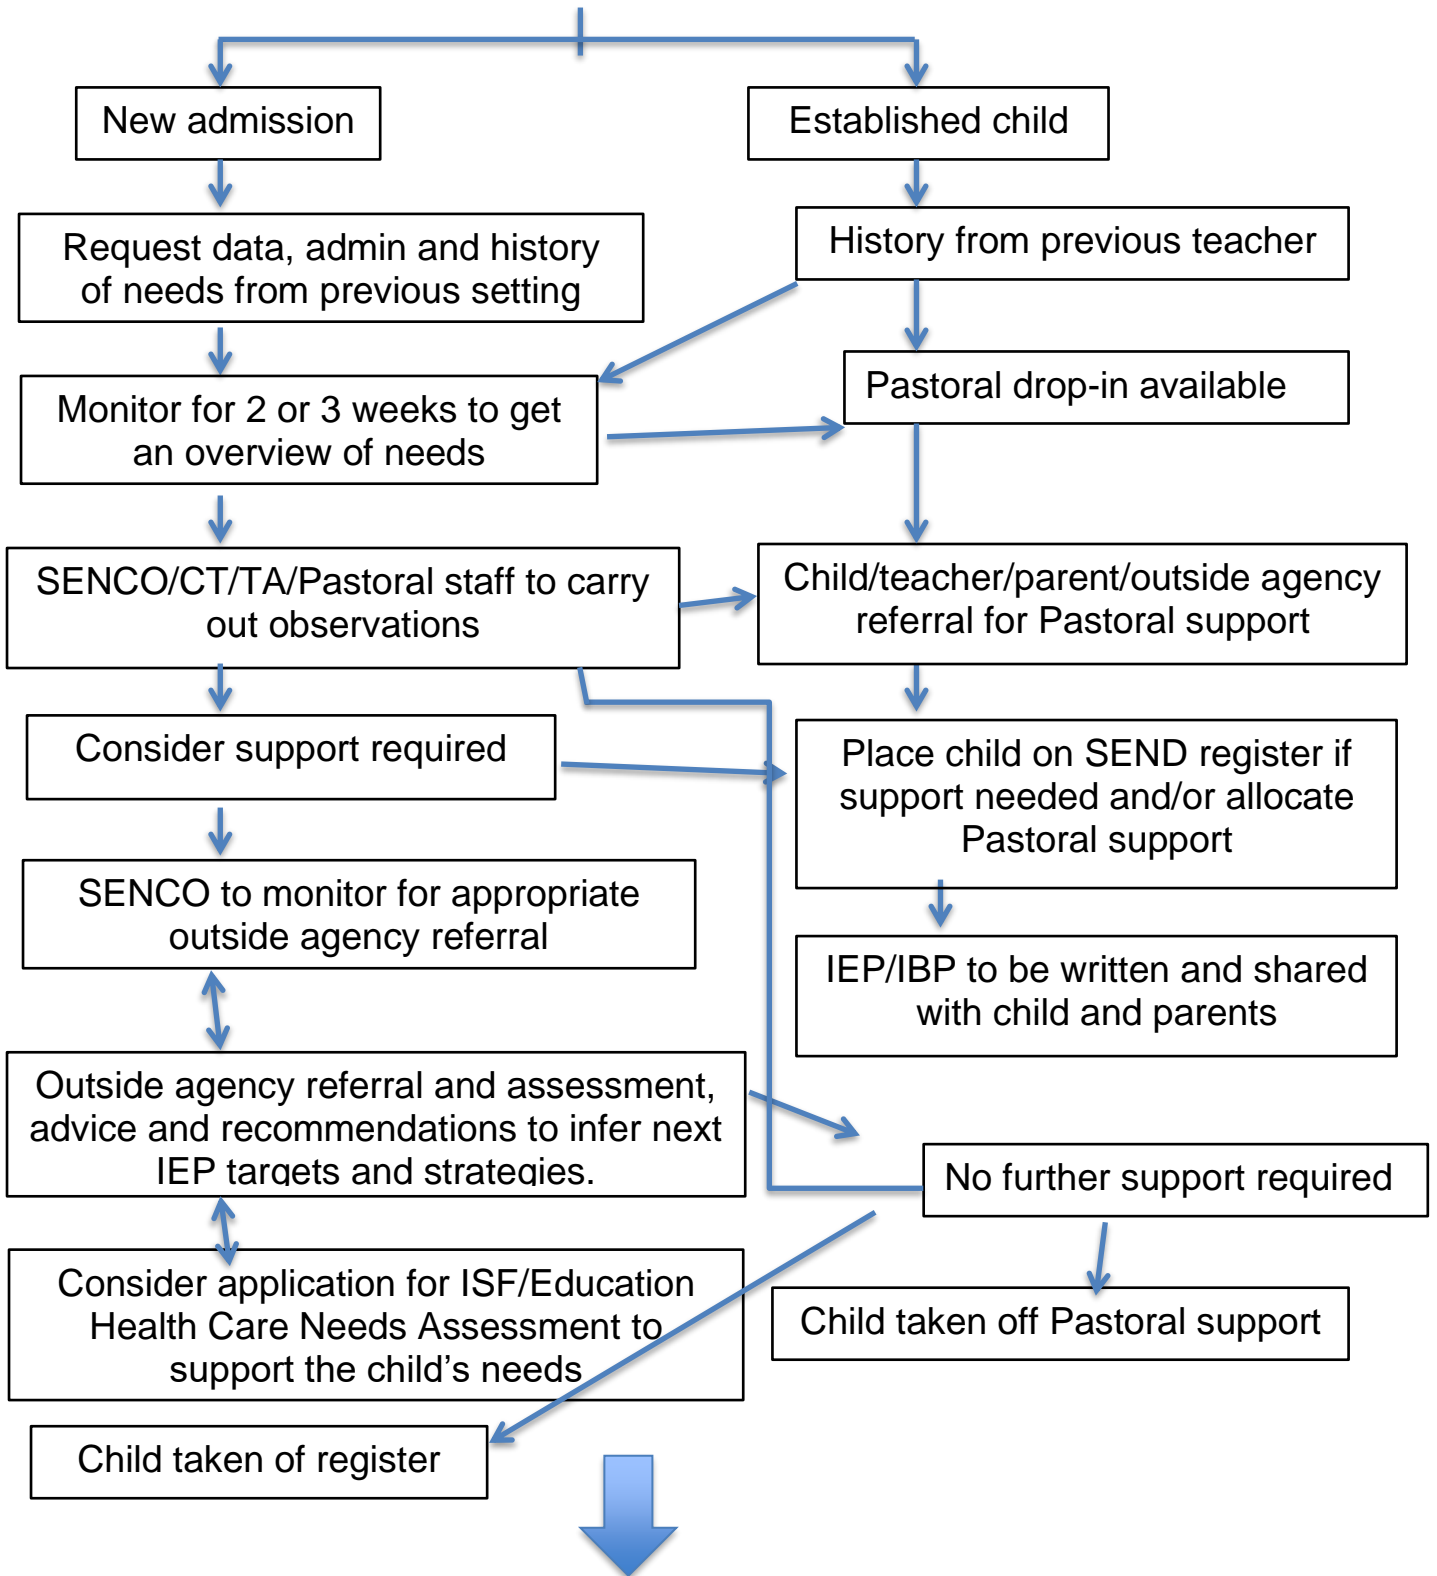 New admission
Established child
Request data, admin and history
of needs from previous setting
History from previous teacher
Monitor for 2 or 3 weeks to get
an overview of needs
Pastoral drop-in available
SENCO/CT/TA/Pastoral staff to carry
out observations
Child/teacher/parent/outside agency
referral for Pastoral support
Consider support required
Place child on SEND register if
support needed and/or allocate
Pastoral support
SENCO to monitor for appropriate
outside agency referral
IEP/IBP to be written and shared
with child and parents
Outside agency referral and assessment,
advice and recommendations to infer next
IEP targets and strategies.
No further support required
Consider application for ISF/Education
Health Care Needs Assessment to
support the child’s needs
Child taken off Pastoral support
Child taken of register